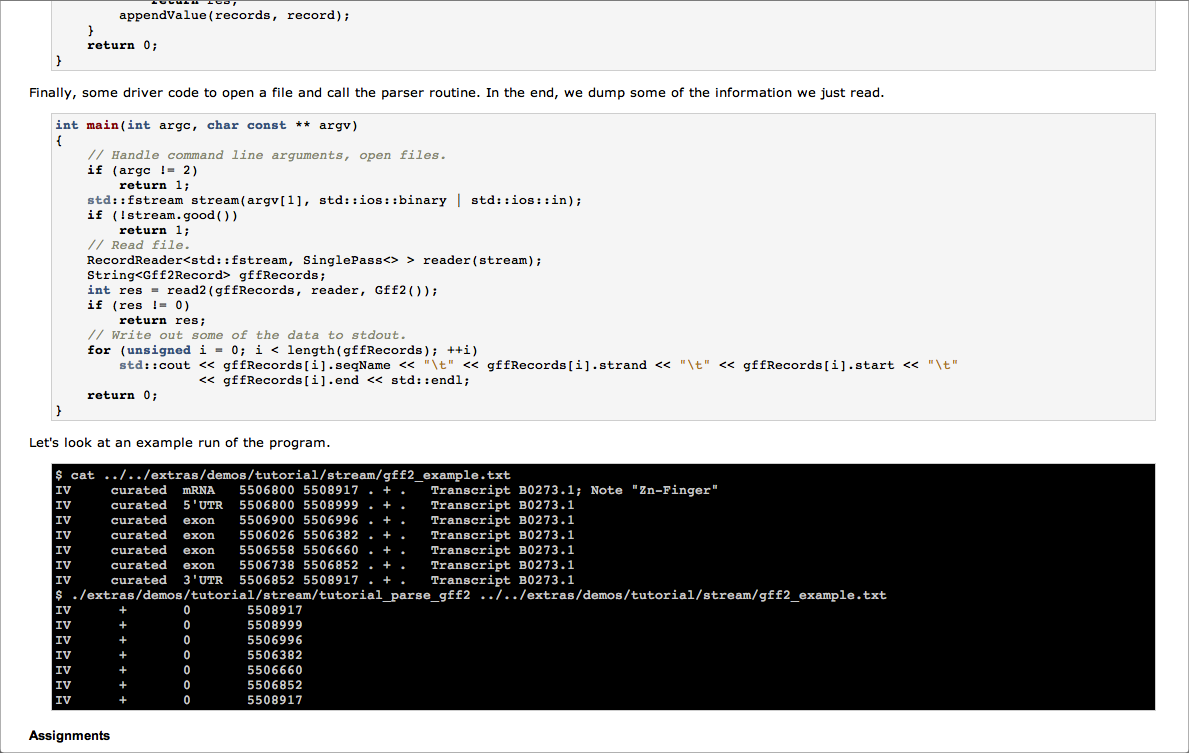 return res;
        appendValue(records, record);
    }
    return 0;
}
Finally, some driver code to open a file and call the parser routine. In the end, we dump some of the information we just read.
int main(int argc, char const ** argv)
{
    // Handle command line arguments, open files.
    if (argc != 2)
        return 1;
    std::fstream stream(argv[1], std::ios::binary | std::ios::in);
    if (!stream.good())
        return 1;
    // Read file.
    RecordReader<std::fstream, SinglePass<> > reader(stream);
    String<Gff2Record> gffRecords;
    int res = read2(gffRecords, reader, Gff2());
    if (res != 0)
        return res;
    // Write out some of the data to stdout.
    for (unsigned i = 0; i < length(gffRecords); ++i)
        std::cout << gffRecords[i].seqName << "\t" << gffRecords[i].strand << "\t" << gffRecords[i].start << "\t"
                  << gffRecords[i].end << std::endl;
    return 0;
}
Let's look at an example run of the program.
$ cat ../../extras/demos/tutorial/stream/gff2_example.txt
IV     curated  mRNA   5506800 5508917 . + .   Transcript B0273.1; Note "Zn-Finger"
IV     curated  5'UTR  5506800 5508999 . + .   Transcript B0273.1
IV     curated  exon   5506900 5506996 . + .   Transcript B0273.1
IV     curated  exon   5506026 5506382 . + .   Transcript B0273.1
IV     curated  exon   5506558 5506660 . + .   Transcript B0273.1
IV     curated  exon   5506738 5506852 . + .   Transcript B0273.1
IV     curated  3'UTR  5506852 5508917 . + .   Transcript B0273.1
$ ./extras/demos/tutorial/stream/tutorial_parse_gff2 ../../extras/demos/tutorial/stream/gff2_example.txt
IV      +       0       5508917
IV      +       0       5508999
IV      +       0       5506996
IV      +       0       5506382
IV      +       0       5506660
IV      +       0       5506852
IV      +       0       5508917
Assignments